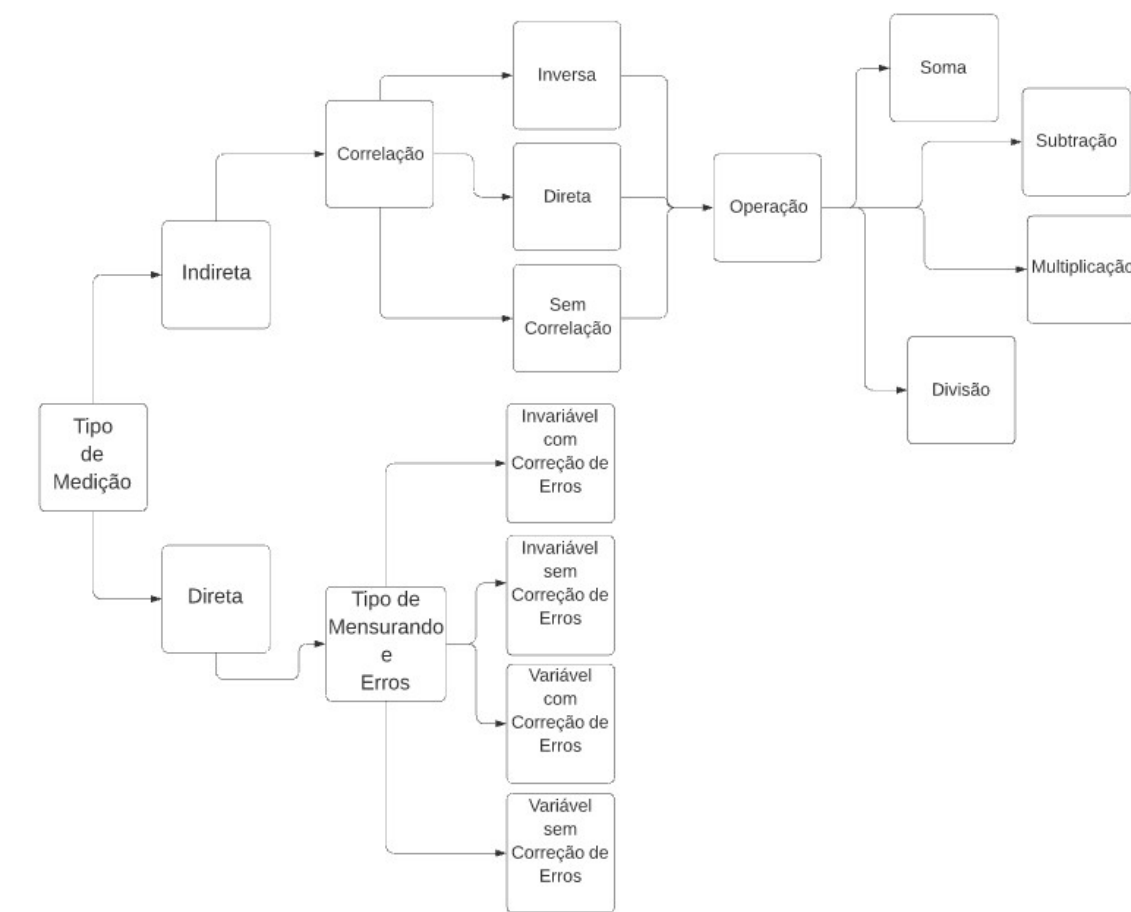 Inversa
Soma
Correlação
Subtração
Direta
Operação
Indireta
Multiplicação
Sem
Correlação
Divisão
Tipo
de
Medição
Invariável
com
Correção de
Erros
Invariável
sem
Correção de
Erros
Direta
Tipo de
Mensurando
e
Erros
Variável
com
Correção de
Erros
Variável
sem
Correção de
Erros